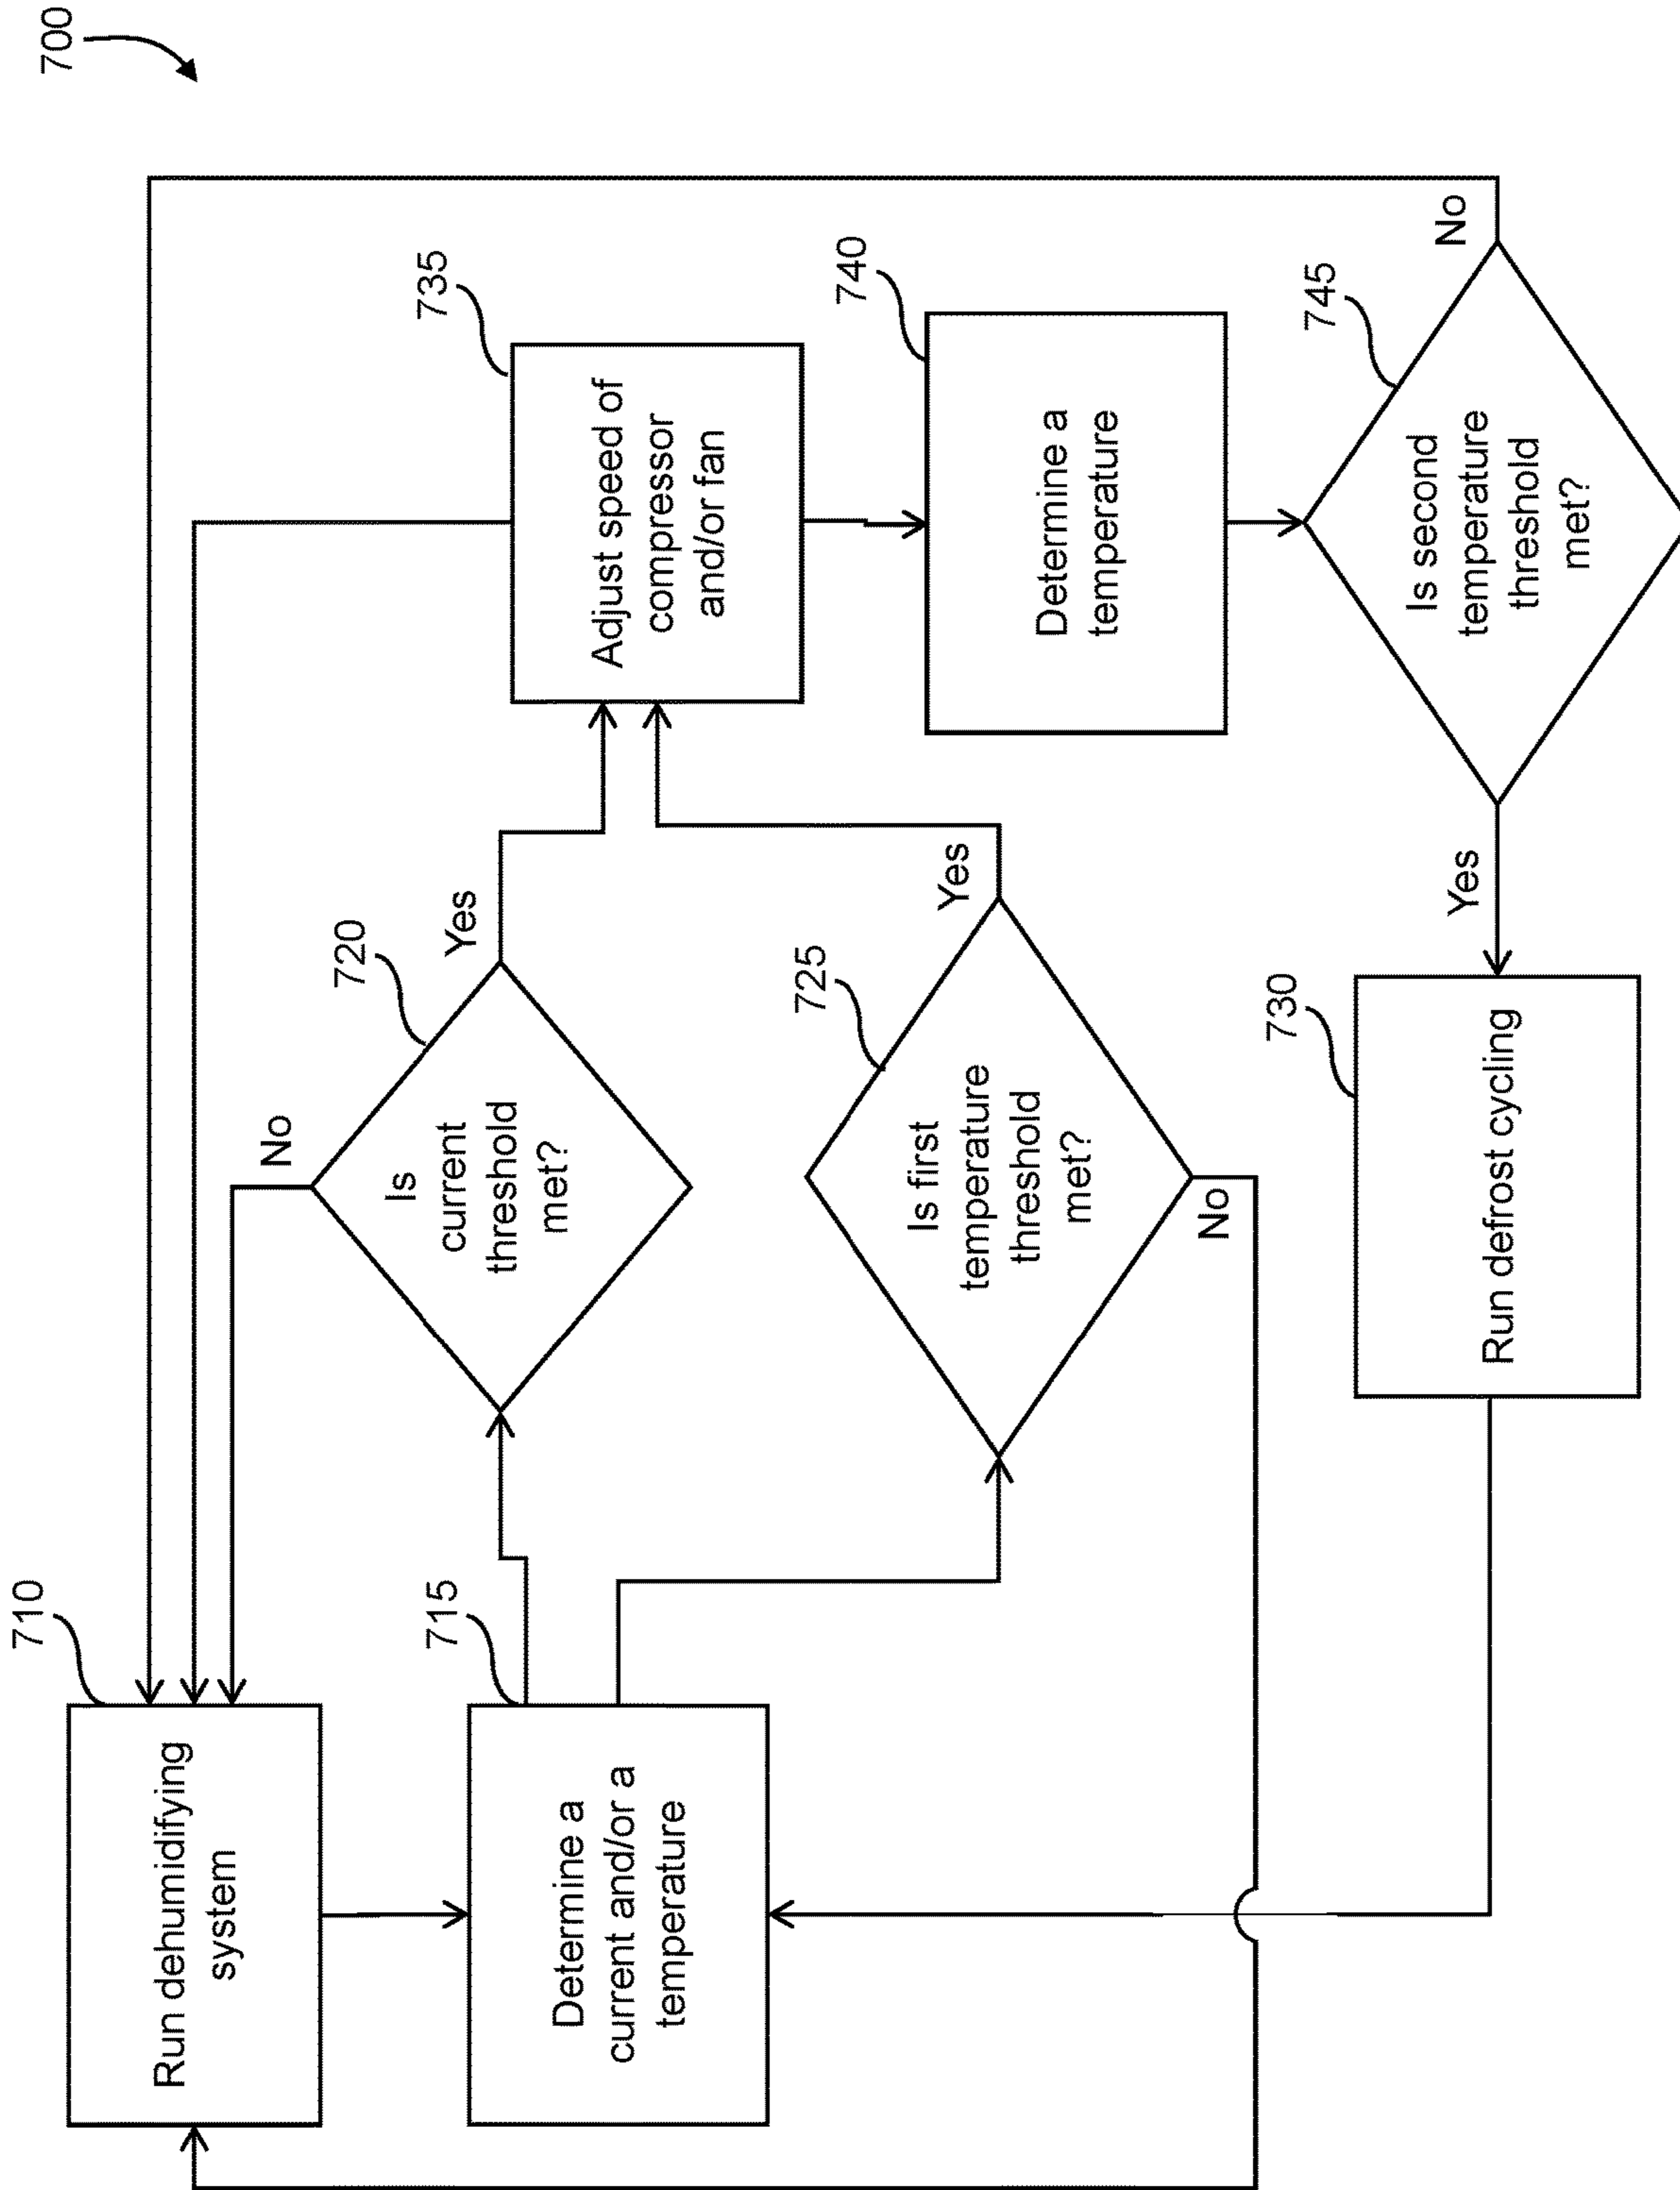 700
710
Run dehumidifying
system
715
Determine a
current and/or a
temperature
720
Is
current
threshold
met?
No
Yes
725
Is first
temperature
threshold
met?
Yes
No
735
Adjust speed of
compressor
and/or fan
740
Determine a
temperature
745
Is second
temperature
threshold
met?
No
Yes
730
Run defrost cycling